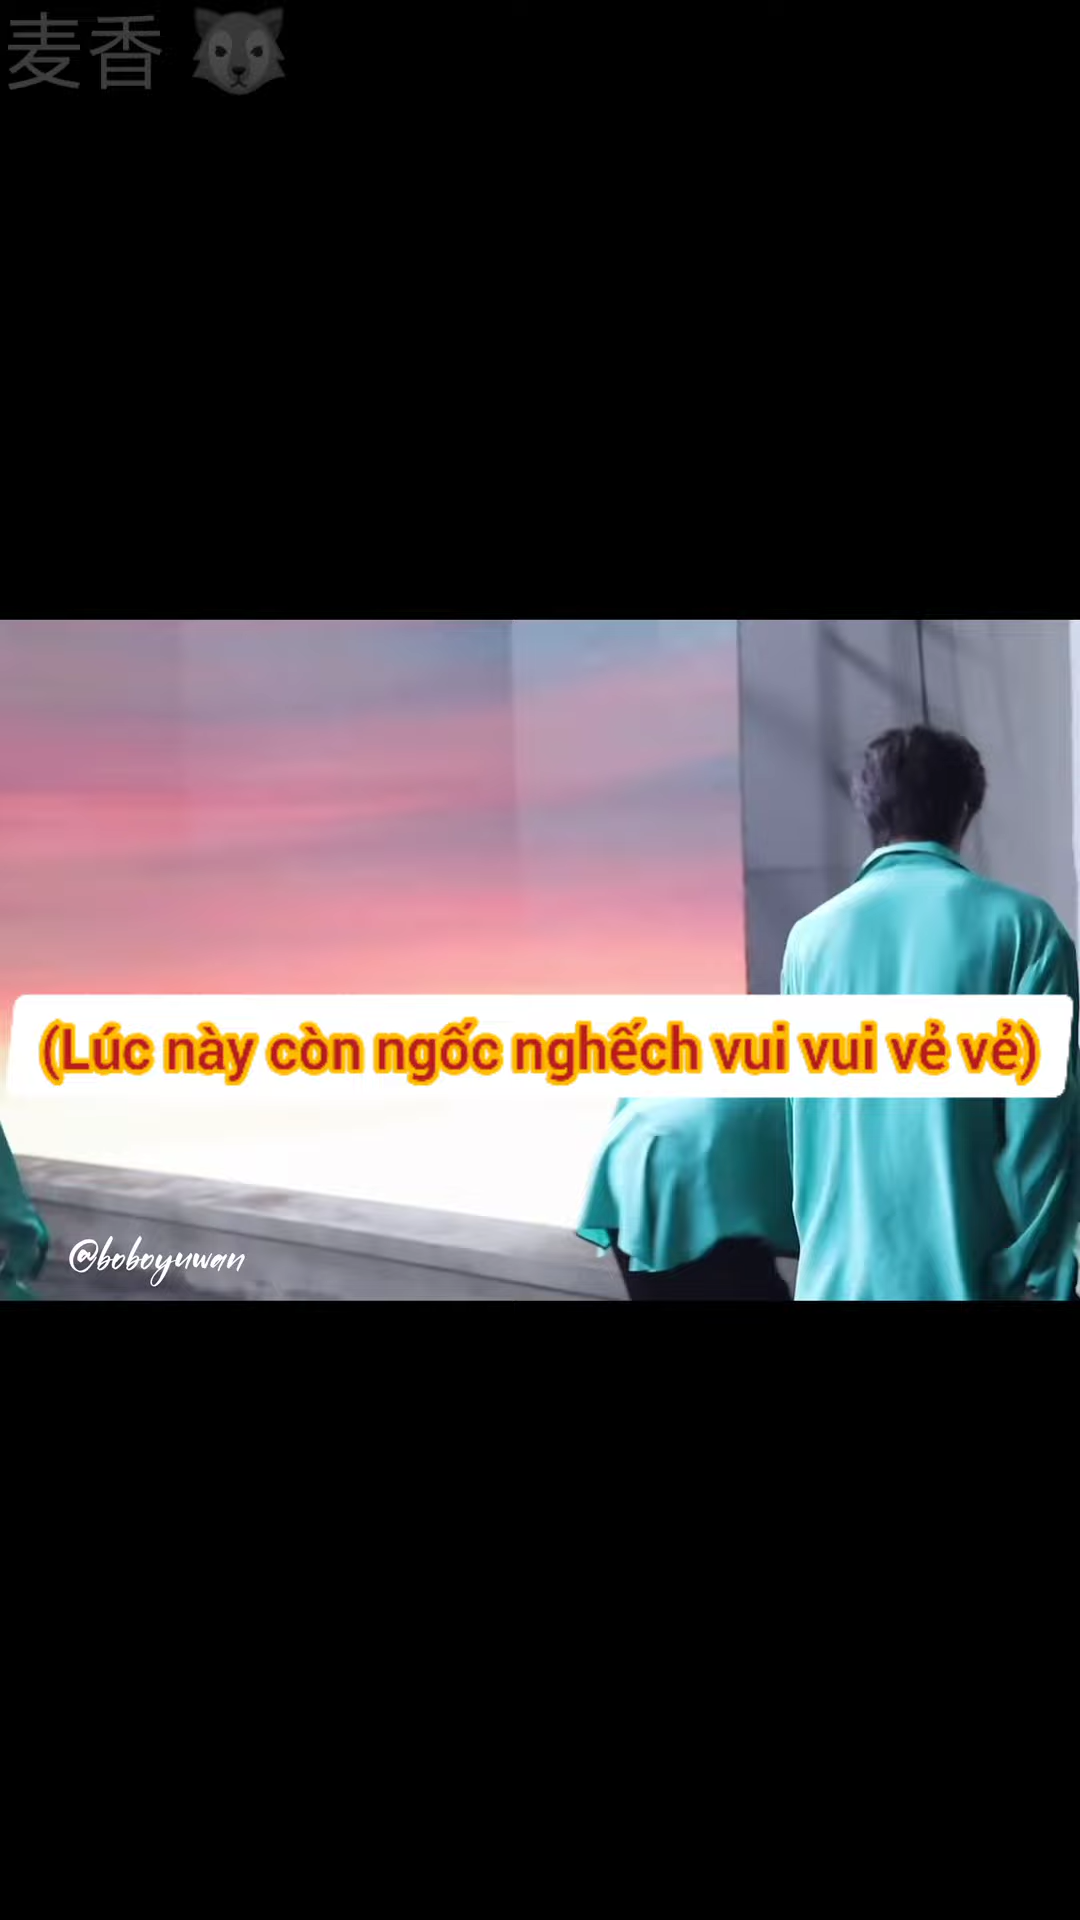 麦香
(Lúc này còn ngốc nghếch vui vui vẻ vẻ)
@boboyuwan